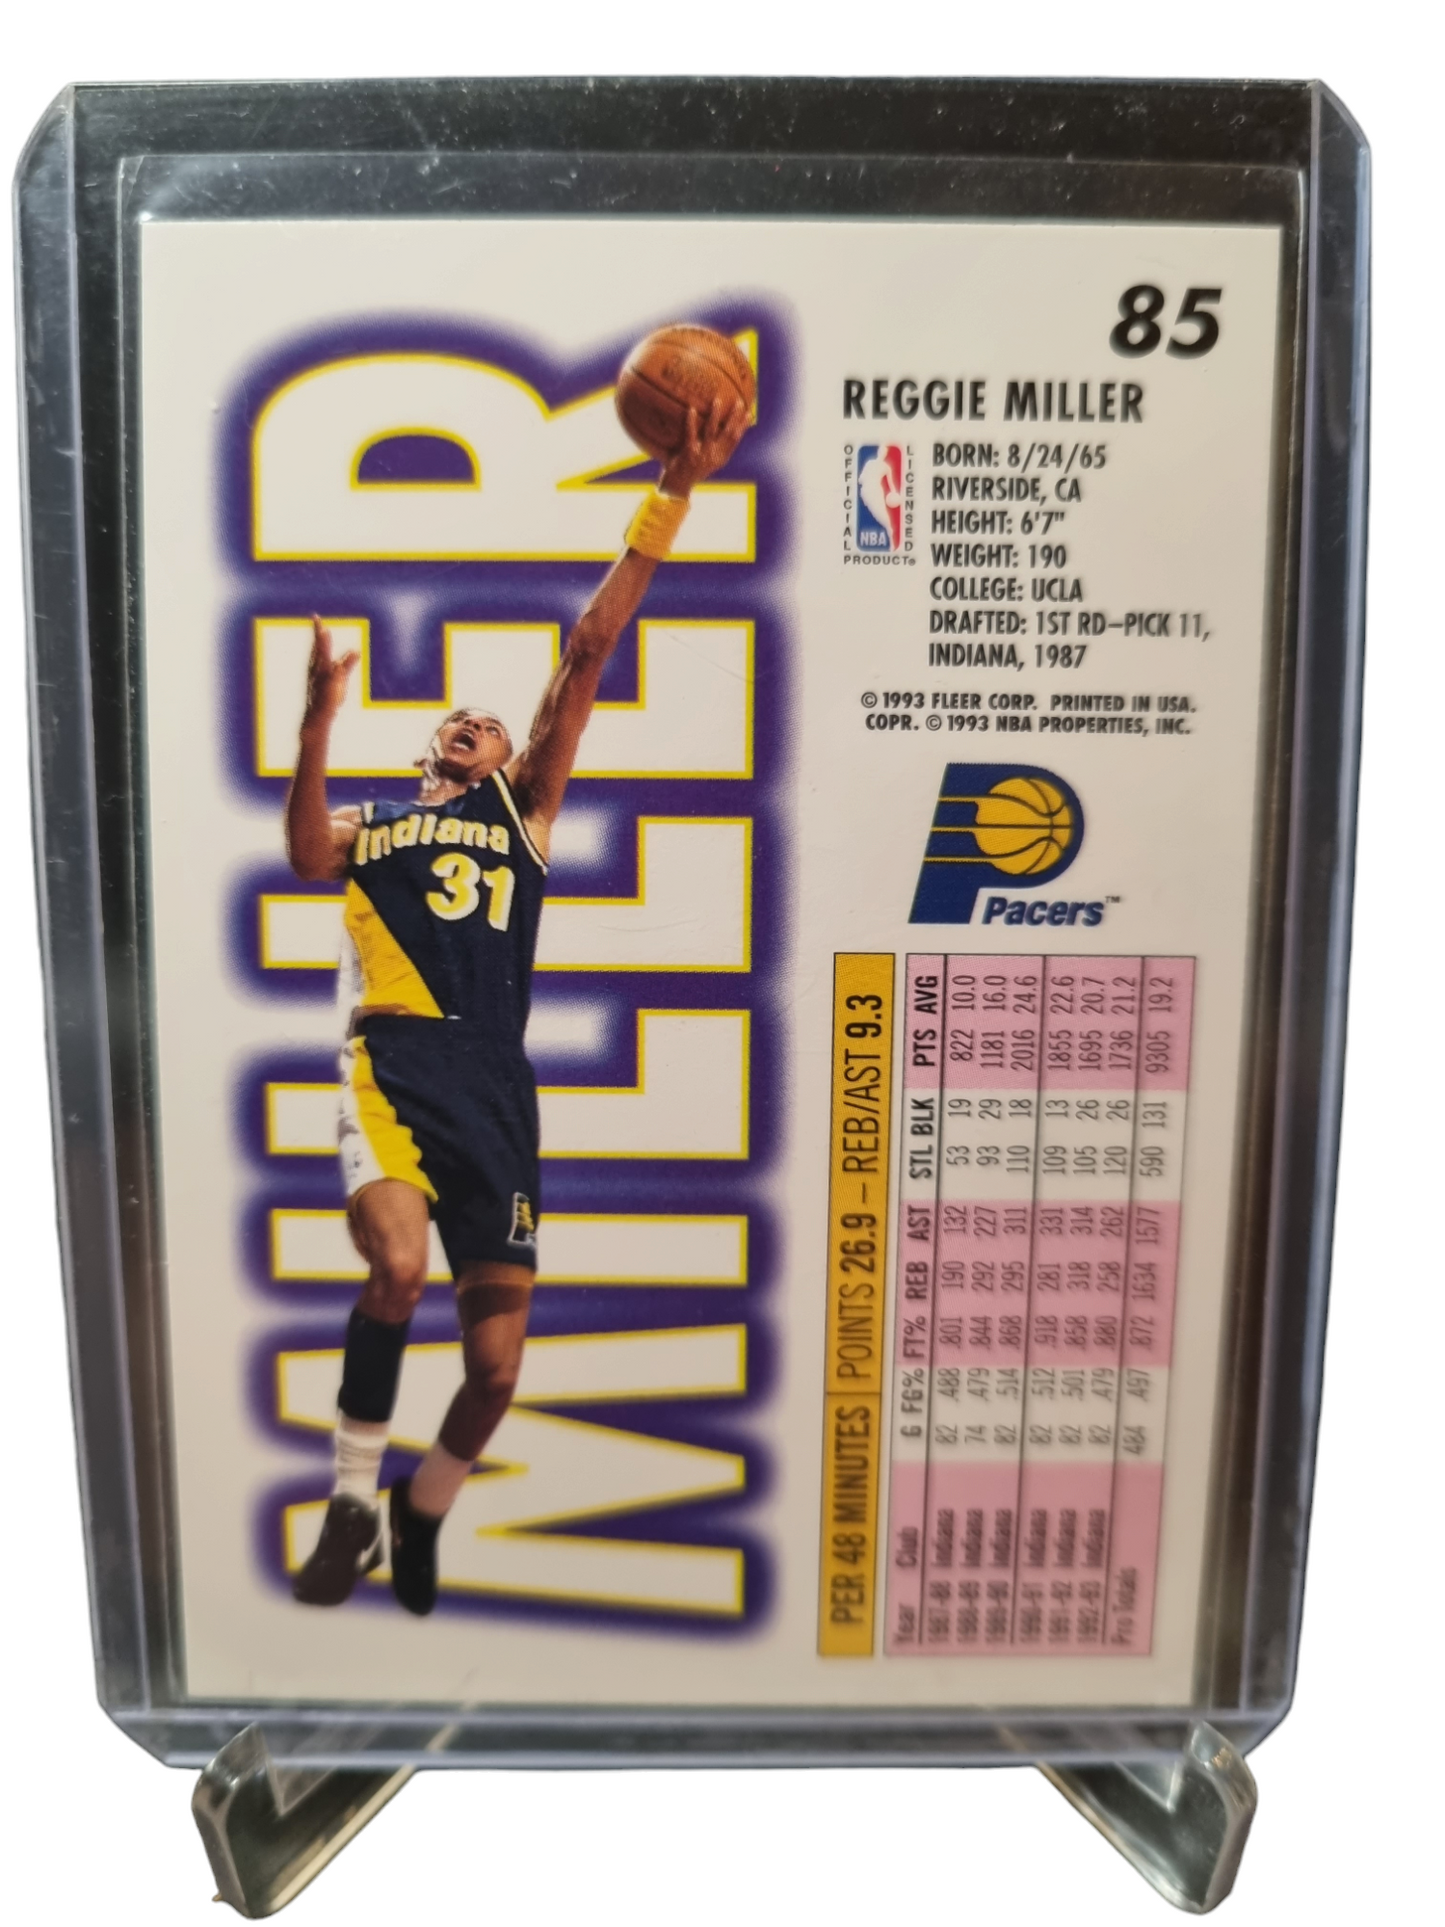 85
REGGIE MILLER
OFFICIAL
LICENSED
NBA
PRODUCT®
BORN: 8/24/65
RIVERSIDE, CA
HEIGHT: 6'7"
WEIGHT: 190
COLLEGE: UCLA
DRAFTED: 1ST RD–PICK 11,
INDIANA, 1987
© 1993 FLEER CORP. PRINTED IN USA.
COPR. © 1993 NBA PROPERTIES, INC.
Pacers™
MILLER
Indiana
31
PER 48 MINUTES | POINTS 26.9 – REB/AST 9.3
Year Club G FG% FT% REB AST STL BLK PTS AVG
1987-88 Indiana 82 .488 .801 190 132 53 19 822 10.0
1988-89 Indiana 74 .479 .844 292 227 93 29 1181 16.0
1989-90 Indiana 82 .514 .868 295 311 110 18 2016 24.6
1990-91 Indiana 82 .512 .918 281 331 109 13 1855 22.6
1991-92 Indiana 82 .501 .858 318 314 105 26 1695 20.7
1992-93 Indiana 82 .479 .880 258 262 120 26 1736 21.2
Pro Totals 484 .497 .872 1634 1577 590 131 9305 19.2